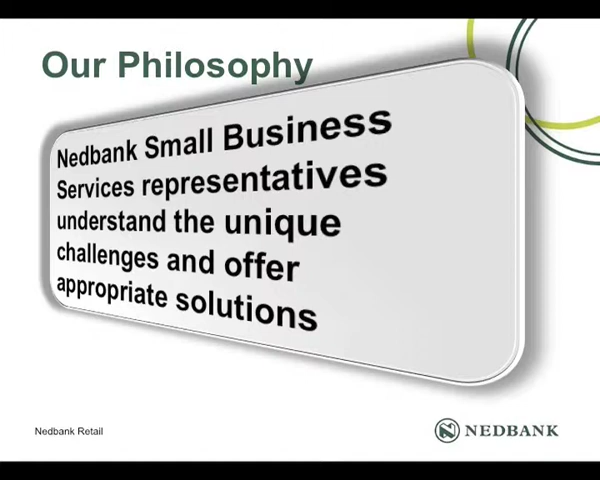 Our Philosophy
Nedbank Small Business
Services representatives
understand the unique
challenges and offer
appropriate solutions
Nedbank Retail
NEDBANK